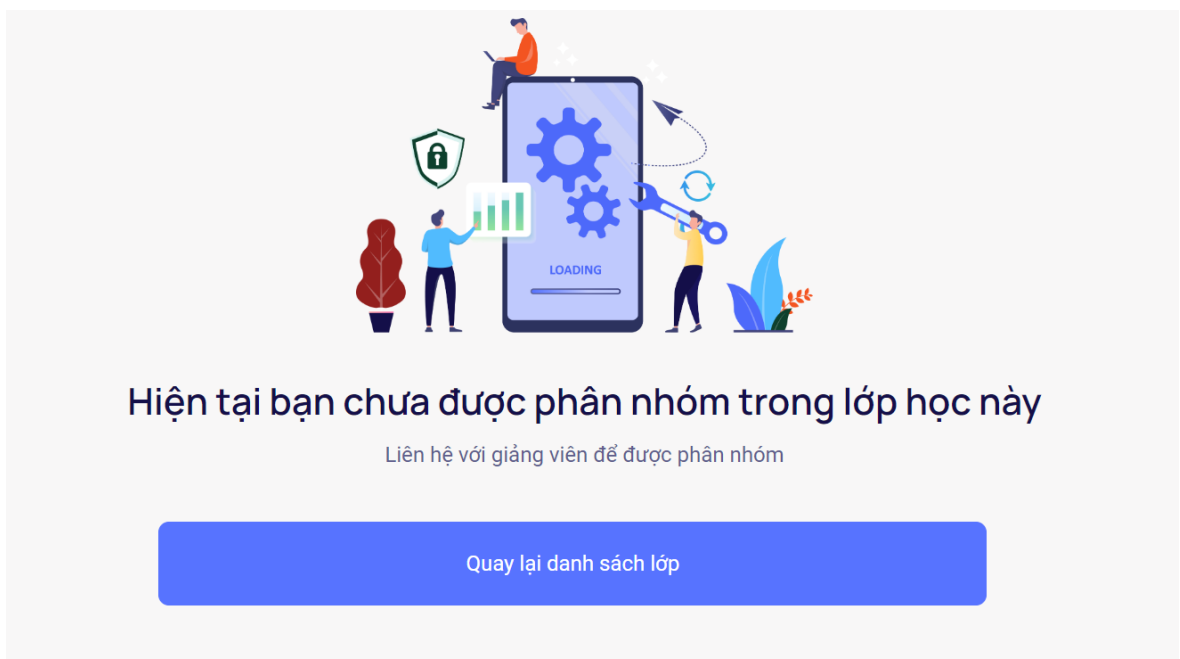 LOADING
Hiện tại bạn chưa được phân nhóm trong lớp học này
Liên hệ với giảng viên để được phân nhóm
Quay lại danh sách lớp